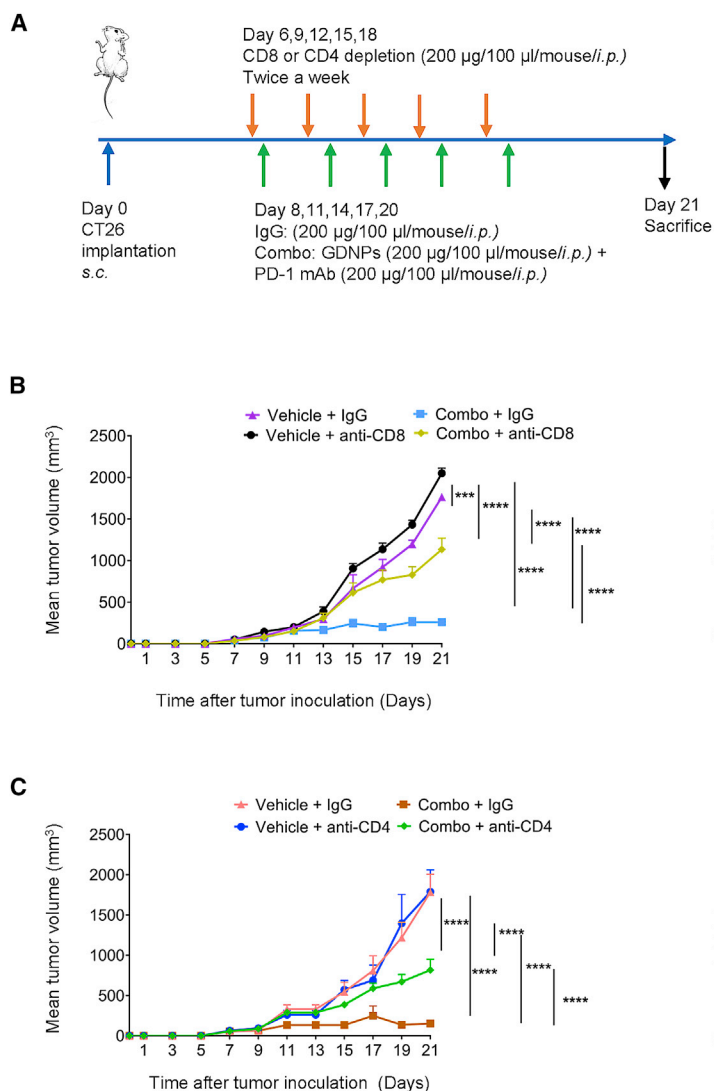 A
Day 6,9,12,15,18
CD8 or CD4 depletion (200 µg/100 µl/mouse/i.p.)
Twice a week
Day 0
CT26
implantation
s.c.
Day 8,11,14,17,20
IgG: (200 µg/100 µl/mouse/i.p.)
Combo: GDNPs (200 µg/100 µl/mouse/i.p.) +
PD-1 mAb (200 µg/100 µl/mouse/i.p.)
Day 21
Sacrifice
B
Vehicle + IgG
Combo + IgG
Vehicle + anti-CD8
Combo + anti-CD8
Mean tumor volume (mm³)
2500
2000
1500
1000
500
0
1 3 5 7 9 11 13 15 17 19 21
Time after tumor inoculation (Days)
***
****
****
****
****
****
C
Vehicle + IgG
Combo + IgG
Vehicle + anti-CD4
Combo + anti-CD4
Mean tumor volume (mm³)
2500
2000
1500
1000
500
0
1 3 5 7 9 11 13 15 17 19 21
Time after tumor inoculation (Days)
****
****
****
****
****